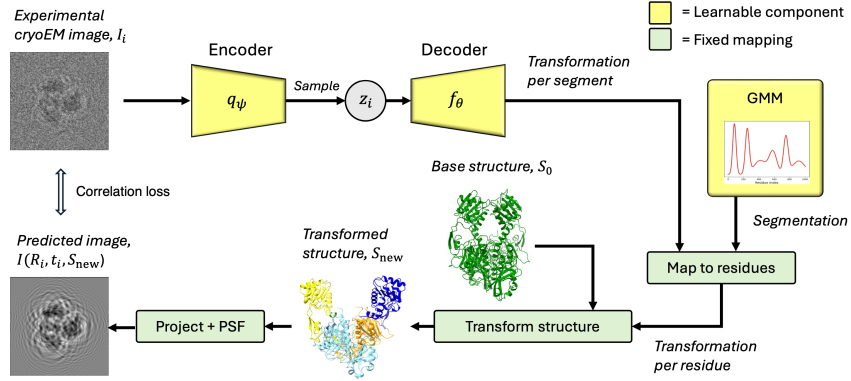 Experimental
cryoEM image, I_i
Encoder
Decoder
= Learnable component
= Fixed mapping
q_ψ
Sample
z_i
f_θ
Transformation
per segment
GMM
Residue index
Correlation loss
Base structure, S_0
Segmentation
Predicted image,
I(R_i, t_i, S_new)
Transformed
structure, S_new
Map to residues
Project + PSF
Transform structure
Transformation
per residue